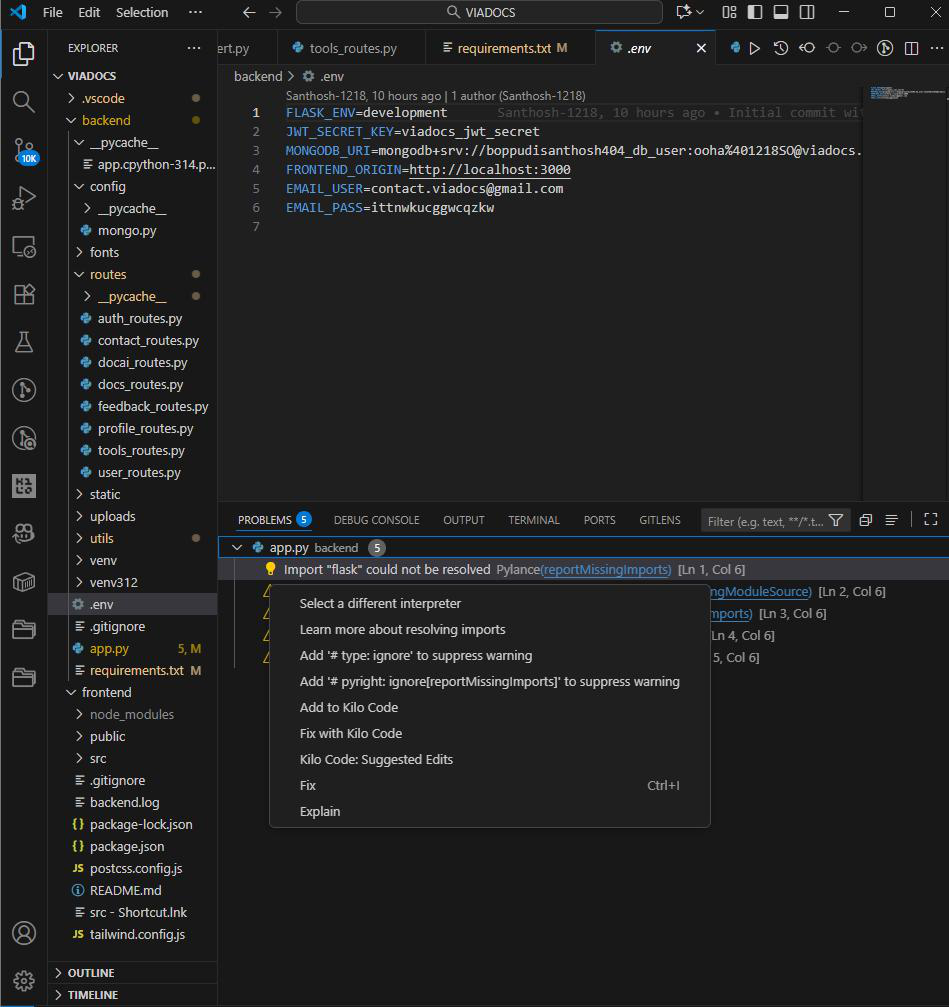 File Edit Selection ··· VIADOCS
EXPLORER ···
VIADOCS
.vscode
backend
__pycache__
app.cpython-314.p...
config
__pycache__
mongo.py
fonts
routes
__pycache__
auth_routes.py
contact_routes.py
docai_routes.py
docs_routes.py
feedback_routes.py
profile_routes.py
tools_routes.py
user_routes.py
static
uploads
utils
venv
venv312
.env
.gitignore
app.py 5, M
requirements.txt M
frontend
node_modules
public
src
.gitignore
backend.log
package-lock.json
package.json
postcss.config.js
README.md
src - Shortcut.lnk
tailwind.config.js
OUTLINE
TIMELINE
10K
ert.py tools_routes.py requirements.txt M .env
backend > .env
Santhosh-1218, 10 hours ago | 1 author (Santhosh-1218)
1 FLASK_ENV=development Santhosh-1218, 10 hours ago • Initial commit wit
2 JWT_SECRET_KEY=viadocs_jwt_secret
3 MONGODB_URI=mongodb+srv://boppudisanthosh404_db_user:ooha%401218SO@viadocs.
4 FRONTEND_ORIGIN=http://localhost:3000
5 EMAIL_USER=contact.viadocs@gmail.com
6 EMAIL_PASS=ittnwkucggwcqzkw
7
PROBLEMS 5 DEBUG CONSOLE OUTPUT TERMINAL PORTS GITLENS Filter (e.g. text, **/*.t...
app.py backend 5
Import "flask" could not be resolved Pylance(reportMissingImports) [Ln 1, Col 6]
ngModuleSource) [Ln 2, Col 6]
mports) [Ln 3, Col 6]
Ln 4, Col 6]
5, Col 6]
Select a different interpreter
Learn more about resolving imports
Add '# type: ignore' to suppress warning
Add '# pyright: ignore[reportMissingImports]' to suppress warning
Add to Kilo Code
Fix with Kilo Code
Kilo Code: Suggested Edits
Fix Ctrl+I
Explain